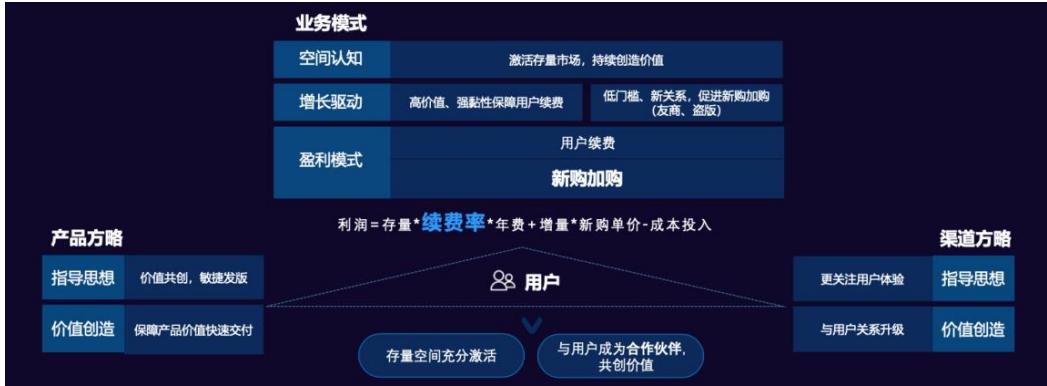 业务模式
空间认知
激活存量市场，持续创造价值
增长驱动
高价值、强黏性保障用户续费
低门槛、新关系，促进新购加购
(友商、盗版)
盈利模式
用户续费
新购加购
利润=存量*续费率*年费+增量*新购单价-成本投入
产品方略
指导思想
价值共创，敏捷发版
价值创造
保障产品价值快速交付
用户
渠道方略
更关注用户体验
指导思想
与用户关系升级
价值创造
存量空间充分激活
与用户成为合作伙伴，
共创价值